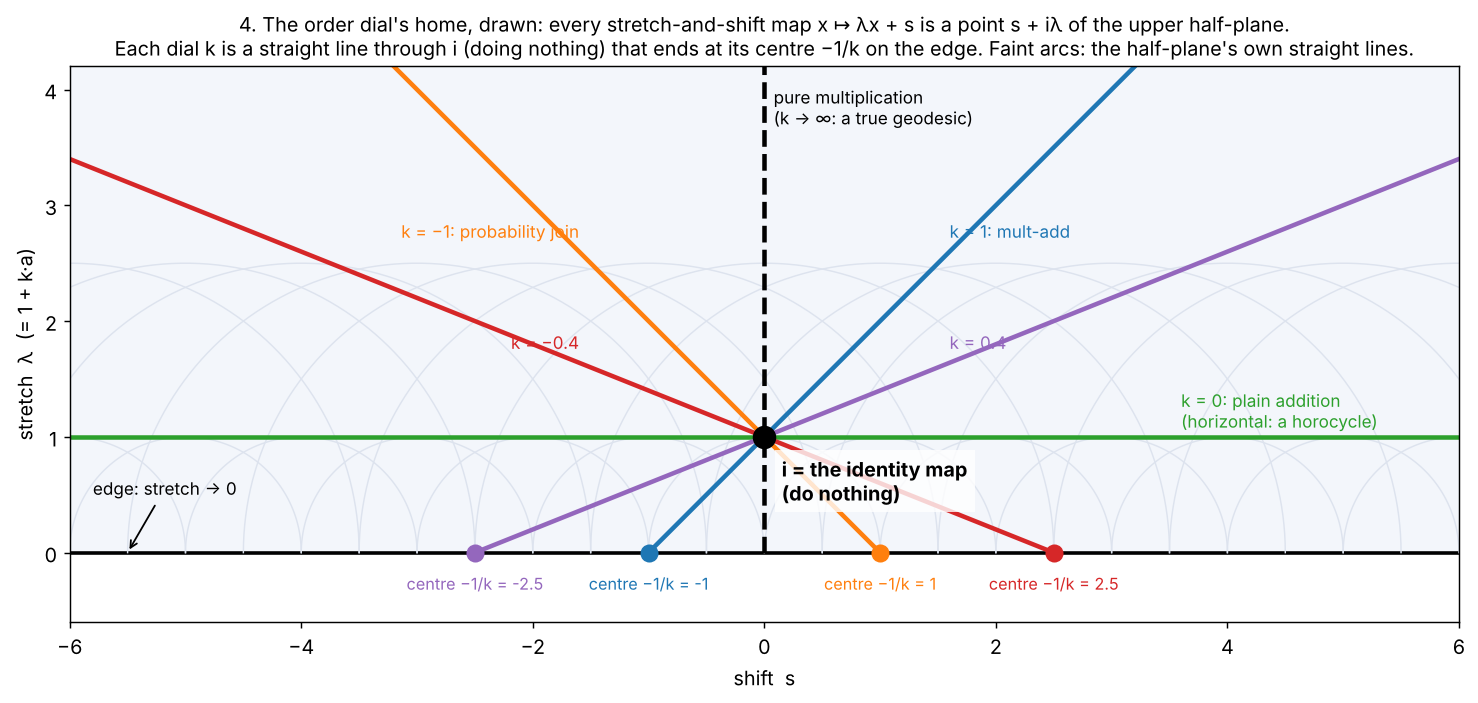 4. The order dial's home, drawn: every stretch-and-shift map x ↦ λx + s is a point s + iλ of the upper half-plane.
Each dial k is a straight line through i (doing nothing) that ends at its centre −1/k on the edge. Faint arcs: the half-plane's own straight lines.
pure multiplication
(k → ∞: a true geodesic)
k = −1: probability join
k = 1: mult-add
k = −0.4
k = 0.4
k = 0: plain addition
(horizontal: a horocycle)
i = the identity map
(do nothing)
edge: stretch → 0
centre −1/k = -2.5
centre −1/k = -1
centre −1/k = 1
centre −1/k = 2.5
4
3
2
1
0
stretch λ (= 1 + k·a)
−6
−4
−2
0
2
4
6
shift s